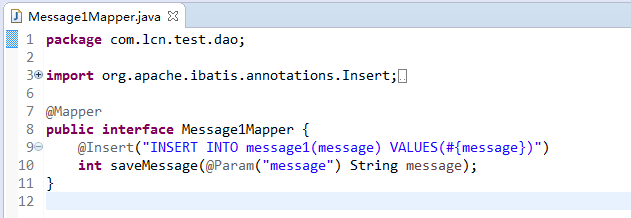 Message1Mapper.java
1 package com.lcn.test.dao;
2
3 import org.apache.ibatis.annotations.Insert;
6
7 @Mapper
8 public interface Message1Mapper {
9 @Insert("INSERT INTO message1(message) VALUES(#{message})")
10 int saveMessage(@Param("message") String message);
11 }
12